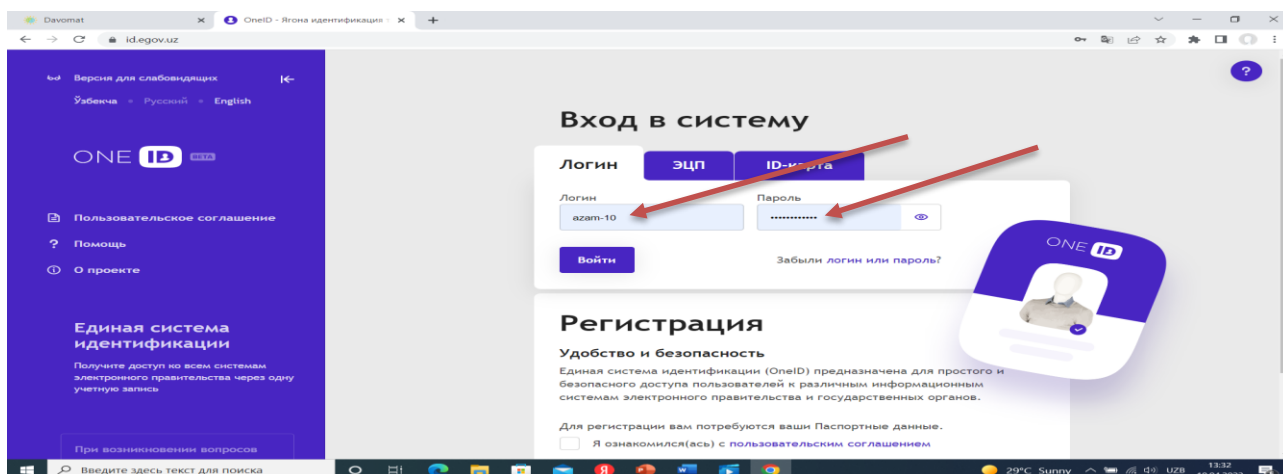 Davomat
OneID - Ягона идентификация
id.egov.uz
Версия для слабовидящих
Ўзбекча Русский English
ONE ID BETA
Пользовательское соглашение
Помощь
О проекте
Единая система
идентификации
Получите доступ ко всем системам
электронного правительства через одну
учетную запись
При возникновении вопросов
?
Вход в систему
Логин ЭЦП ID-карта
Логин Пароль
azam-10 ••••••••••••
Войти Забыли логин или пароль?
ONE ID
Регистрация
Удобство и безопасность
Единая система идентификации (OneID) предназначена для простого и
безопасного доступа пользователей к различным информационным
системам электронного правительства и государственных органов.
Для регистрации вам потребуются ваши Паспортные данные.
Я ознакомился(ась) с пользовательским соглашением
Введите здесь текст для поиска
29°C Sunny UZB 13:32